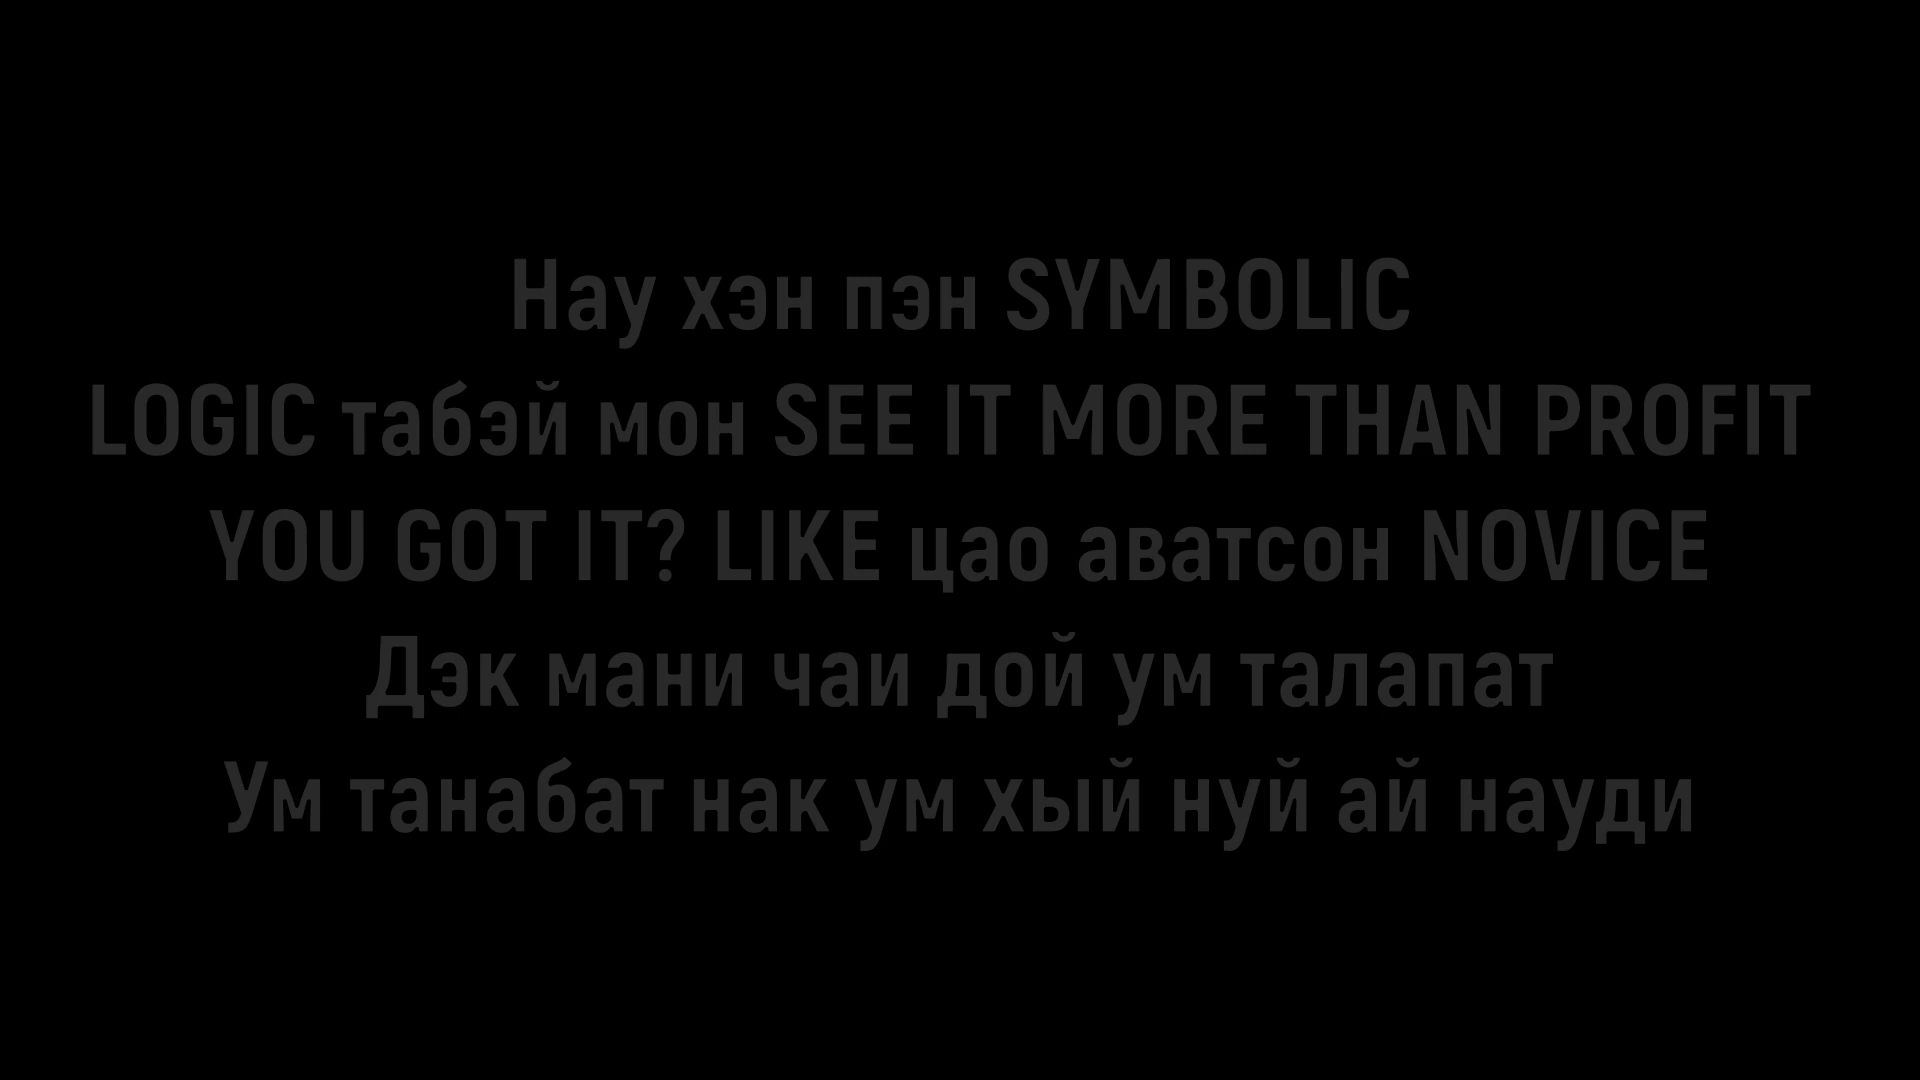 Нау хэн пэн SYMBOLIC
LOGIC табэй мон SEE IT MORE THAN PROFIT
YOU GOT IT? LIKE цао аватсон NOVICE
Дэк мани чаи дой ум талапат
Ум танабат нак ум хый нуй ай науди